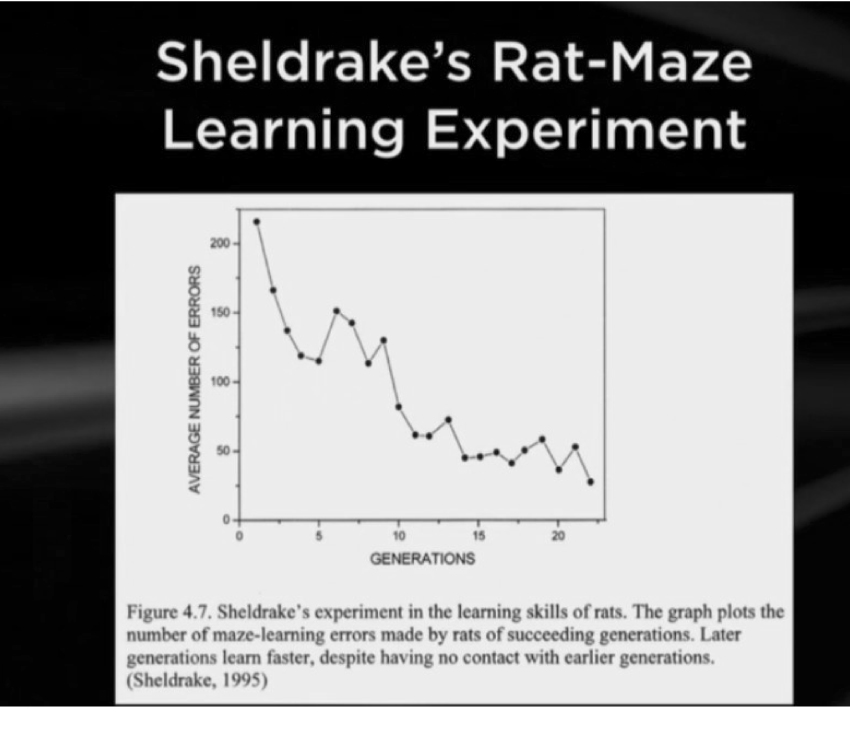 Sheldrake's Rat-Maze
Learning Experiment
AVERAGE NUMBER OF ERRORS
200
150
100
50
0
0 5 10 15 20
GENERATIONS
Figure 4.7. Sheldrake's experiment in the learning skills of rats. The graph plots the
number of maze-learning errors made by rats of succeeding generations. Later
generations learn faster, despite having no contact with earlier generations.
(Sheldrake, 1995)